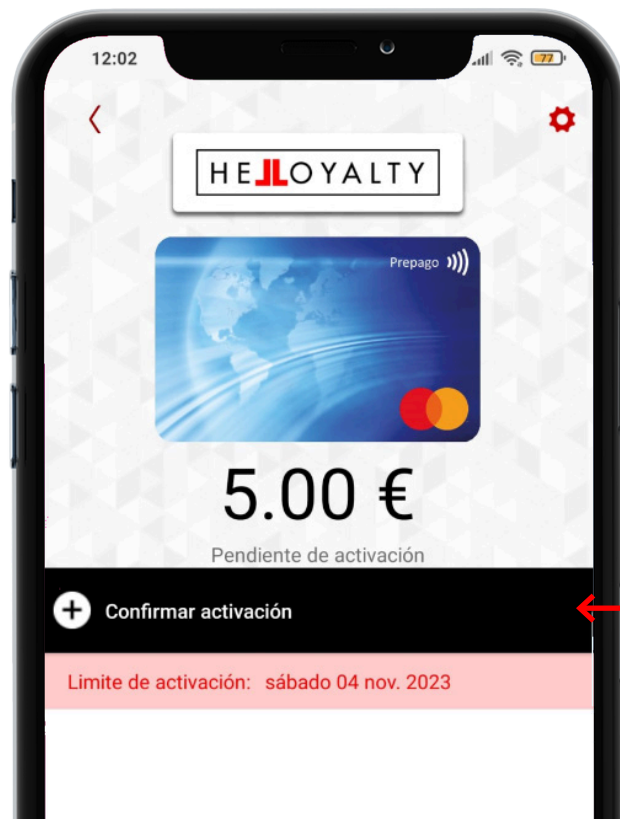 12:02
77
HELLOYALTY
Prepago
5.00 €
Pendiente de activación
Confirmar activación
Limite de activación: sábado 04 nov. 2023